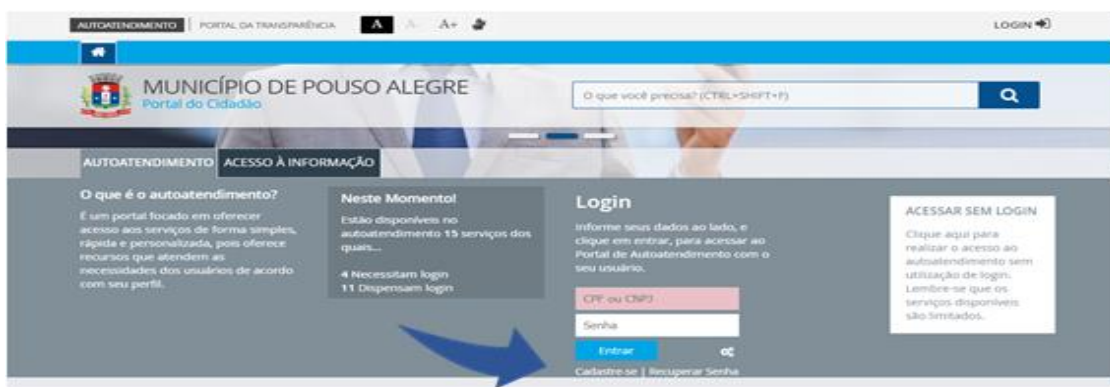 AUTOATENDIMENTO | PORTAL DA TRANSPARÊNCIA A A- A+
LOGIN
MUNICÍPIO DE POUSO ALEGRE
Portal do Cidadão
O que você precisa? (CTRL+SHIFT+F)
AUTOATENDIMENTO ACESSO À INFORMAÇÃO
O que é o autoatendimento?
É um portal focado em oferecer
acesso aos serviços de forma simples,
rápida e personalizada, pois oferece
recursos que atendem as
necessidades dos usuários de acordo
com seu perfil.
Neste Momento!
Estão disponíveis no
autoatendimento 15 serviços dos
quais...
4 Necessitam login
11 Dispensam login
Login
Informe seus dados ao lado, e
clique em entrar, para acessar ao
Portal de Autoatendimento com o
seu usuário.
CPF ou CNPJ
Senha
Entrar
Cadastre-se | Recuperar Senha
ACESSAR SEM LOGIN
Clique aqui para
realizar o acesso ao
autoatendimento sem
utilização de login.
Lembre-se que os
serviços disponíveis
são limitados.